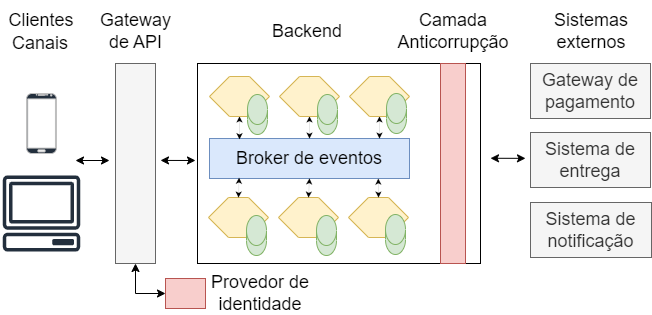 Clientes
Canais
Gateway
de API
Backend
Camada
Anticorrupção
Sistemas
externos
Gateway de
pagamento
Broker de eventos
Sistema de
entrega
Sistema de
notificação
Provedor de
identidade